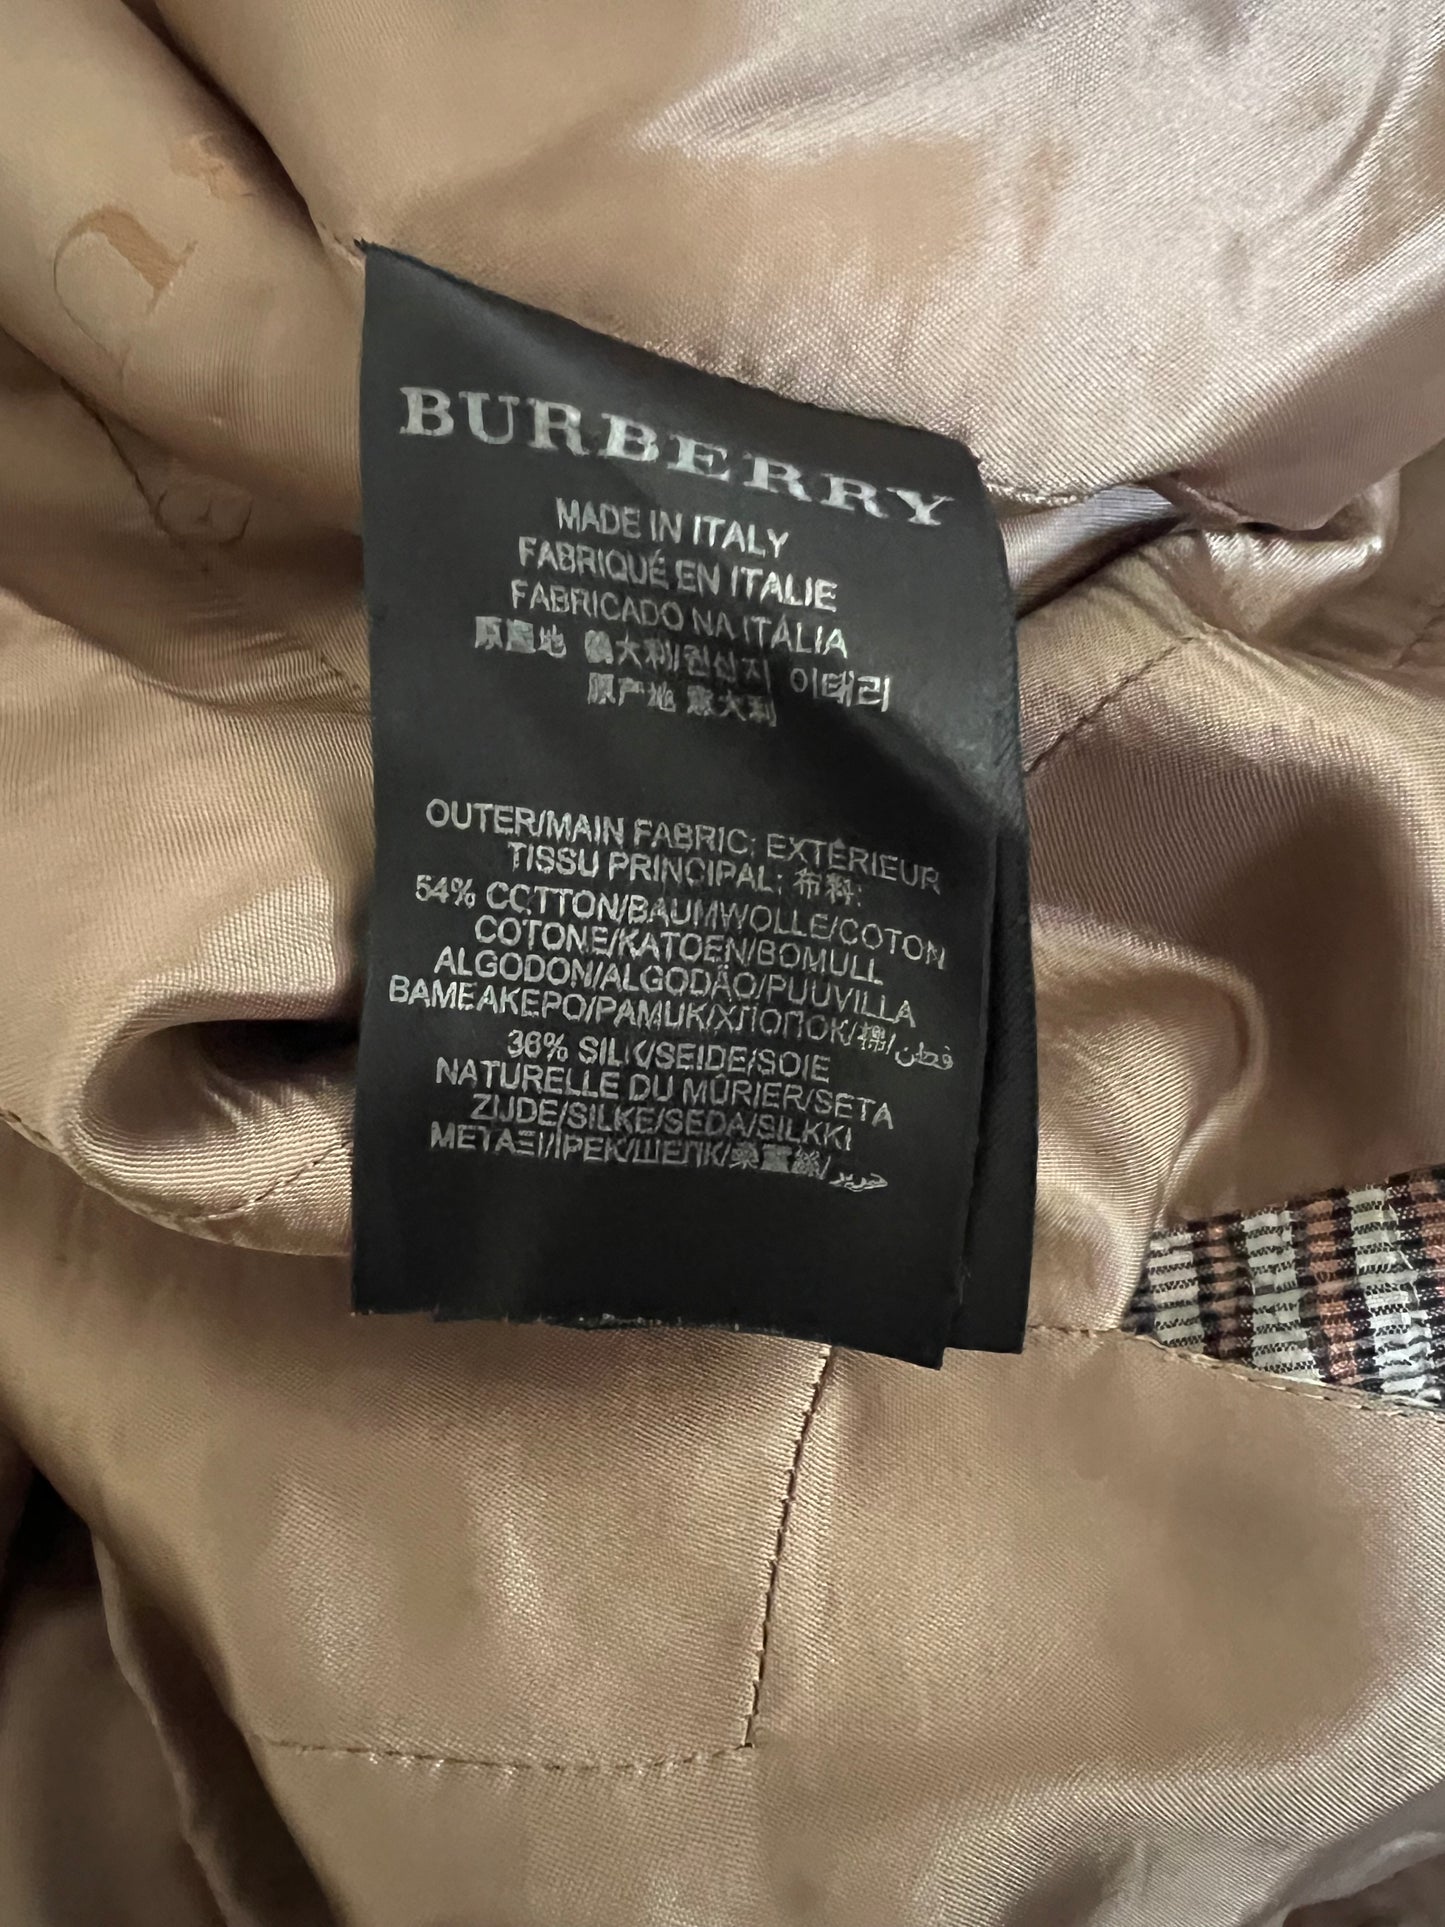 BURBERRY
MADE IN ITALY
FABRIQUÉ EN ITALIE
FABRICADO NA ITÁLIA
原產地 義大利/원산지 이태리
原产地 意大利
OUTER/MAIN FABRIC: EXTÉRIEUR
TISSU PRINCIPAL: 布料:
54% COTTON/BAUMWOLLE/COTON
COTONE/KATOEN/BOMULL
ALGODON/ALGODÃO/PUUVILLA
ΒΑΜΕΑΚΕΡΟ/PAMUK/ХЛОПОК/棉/قطن
36% SILK/SEIDE/SOIE
NATURELLE DU MÛRIER/SETA
ZIJDE/SILKE/SEDA/SILKKI
ΜΕΤΑΞΙ/İPEK/ШЕПК/桑蠶絲/حرير